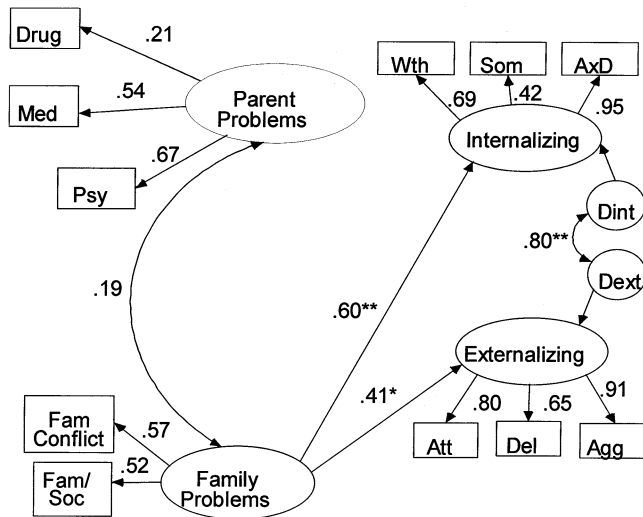 Drug
.21
Med
.54
Parent
Problems
Psy
.67
.19
Fam
Conflict
.57
Fam/
Soc
.52
Family
Problems
.60**
.41*
Wth
Som
AxD
.69
.42
.95
Internalizing
Dint
.80**
Dext
Externalizing
.80
.65
.91
Att
Del
Agg